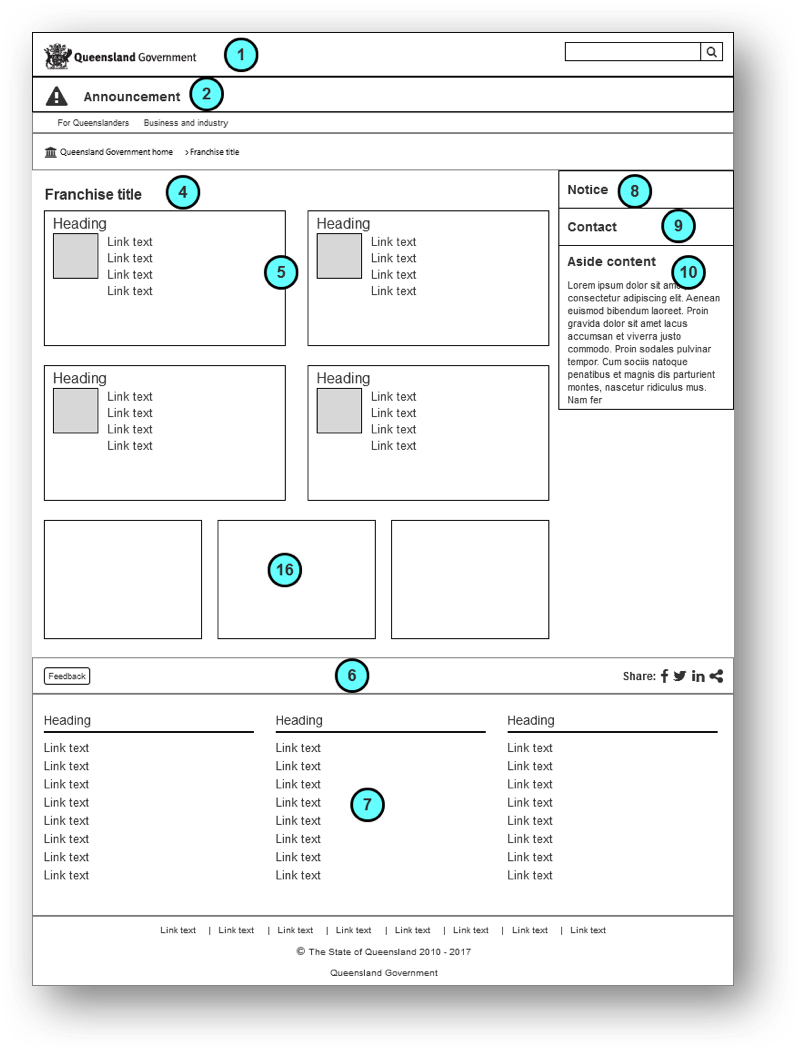 Queensland Government
1
Announcement
2
For Queenslanders Business and industry
Queensland Government home › Franchise title
Franchise title
4
Heading
Link text
Link text
Link text
Link text
5
Heading
Link text
Link text
Link text
Link text
Heading
Link text
Link text
Link text
Link text
Heading
Link text
Link text
Link text
Link text
16
Notice
8
Contact
9
Aside content
10
Lorem ipsum dolor sit ame
consectetur adipiscing elit. Aenean
euismod bibendum laoreet. Proin
gravida dolor sit amet lacus
accumsan et viverra justo
commodo. Proin sodales pulvinar
tempor. Cum sociis natoque
penatibus et magnis dis parturient
montes, nascetur ridiculus mus.
Nam fer
Feedback
6
Share:
Heading
Link text
Link text
Link text
Link text
Link text
Link text
Link text
Link text
Heading
Link text
Link text
Link text
Link text
Link text
Link text
Link text
Link text
7
Heading
Link text
Link text
Link text
Link text
Link text
Link text
Link text
Link text
Link text | Link text | Link text | Link text | Link text | Link text | Link text | Link text
© The State of Queensland 2010 - 2017
Queensland Government